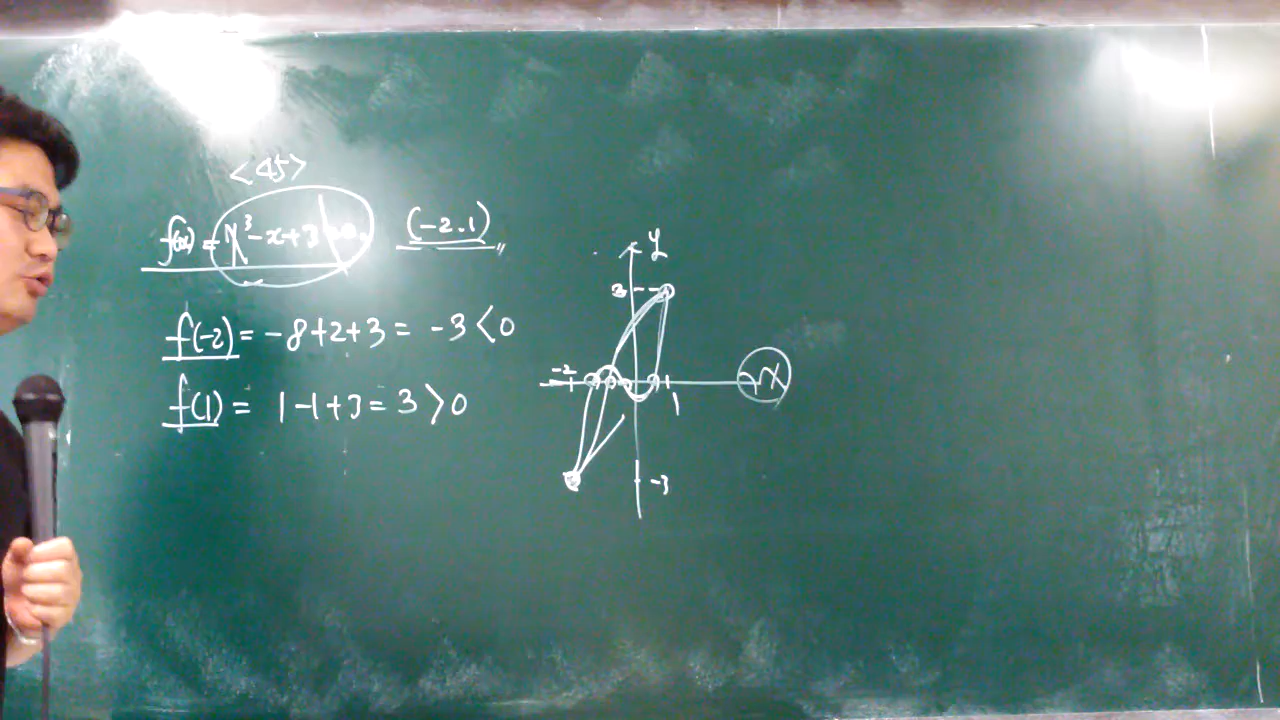 <45>
f(x) = x³-x+3=0. (-2.1)
f(-2) = -8+2+3 = -3<0
f(1) = 1-1+3=3>0
y
3
-2
1
x
-3